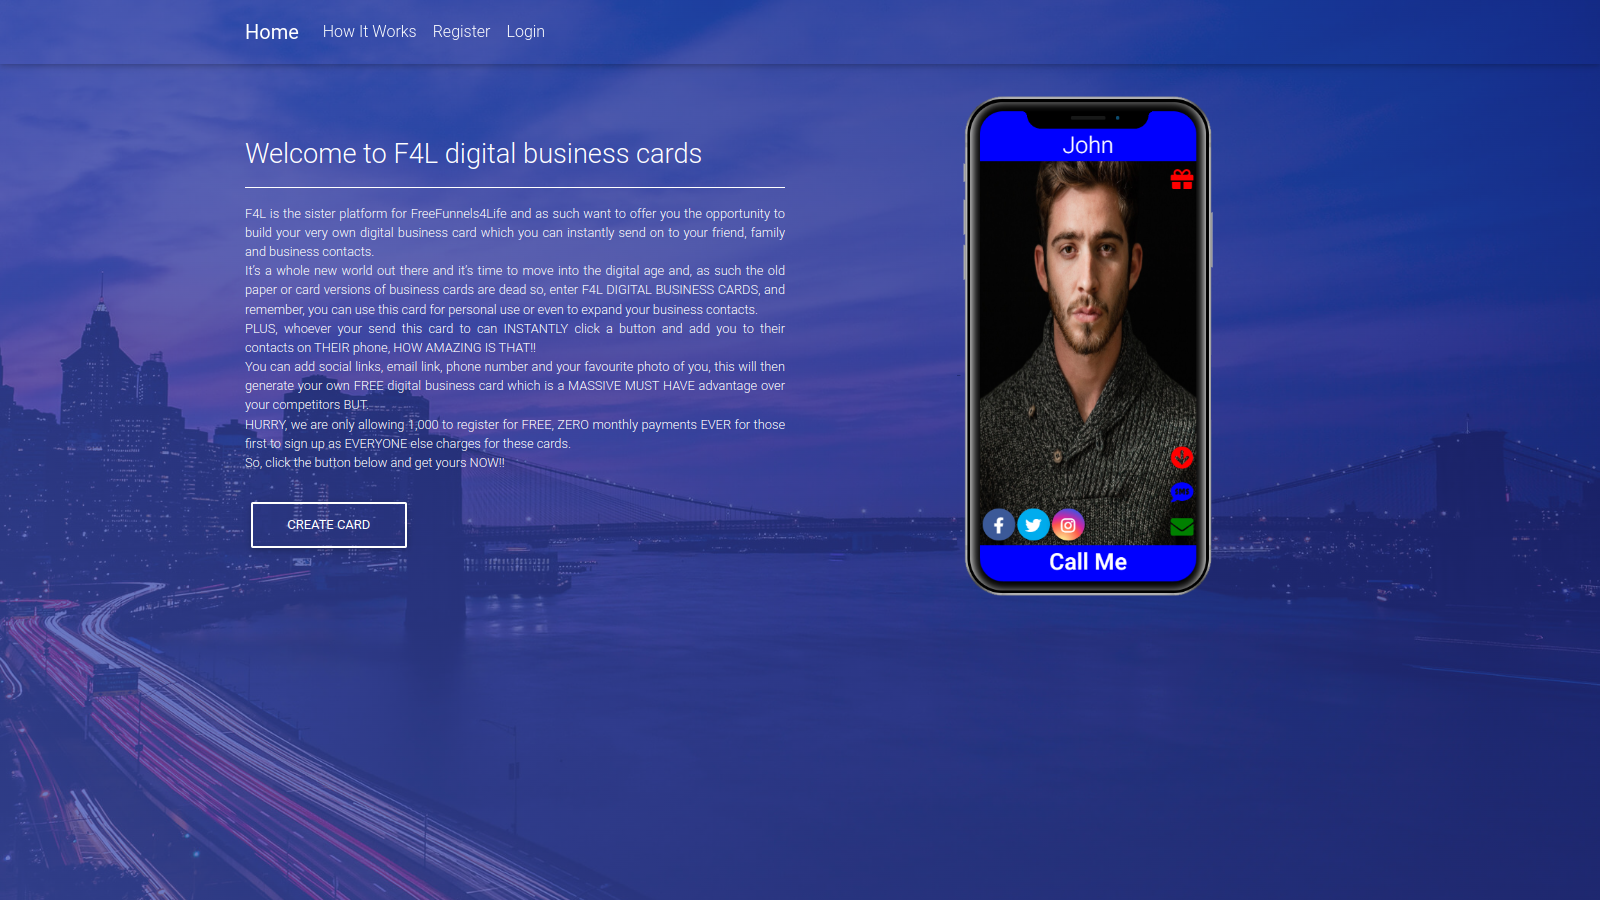 Home How It Works Register Login
John
Welcome to F4L digital business cards
F4L is the sister platform for FreeFunnels4Life and as such want to offer you the opportunity to
build your very own digital business card which you can instantly send on to your friend, family
and business contacts.
It's a whole new world out there and it's time to move into the digital age and, as such the old
paper or card versions of business cards are dead so, enter F4L DIGITAL BUSINESS CARDS, and
remember, you can use this card for personal use or even to expand your business contacts.
PLUS, whoever your send this card to can INSTANTLY click a button and add you to their
contacts on THEIR phone, HOW AMAZING IS THAT!!
You can add social links, email link, phone number and your favourite photo of you, this will then
generate your own FREE digital business card which is a MASSIVE MUST HAVE advantage over
your competitors BUT.
HURRY, we are only allowing 1,000 to register for FREE, ZERO monthly payments EVER for those
first to sign up as EVERYONE else charges for these cards.
So, click the button below and get yours NOW!!
CREATE CARD
SMS
Call Me